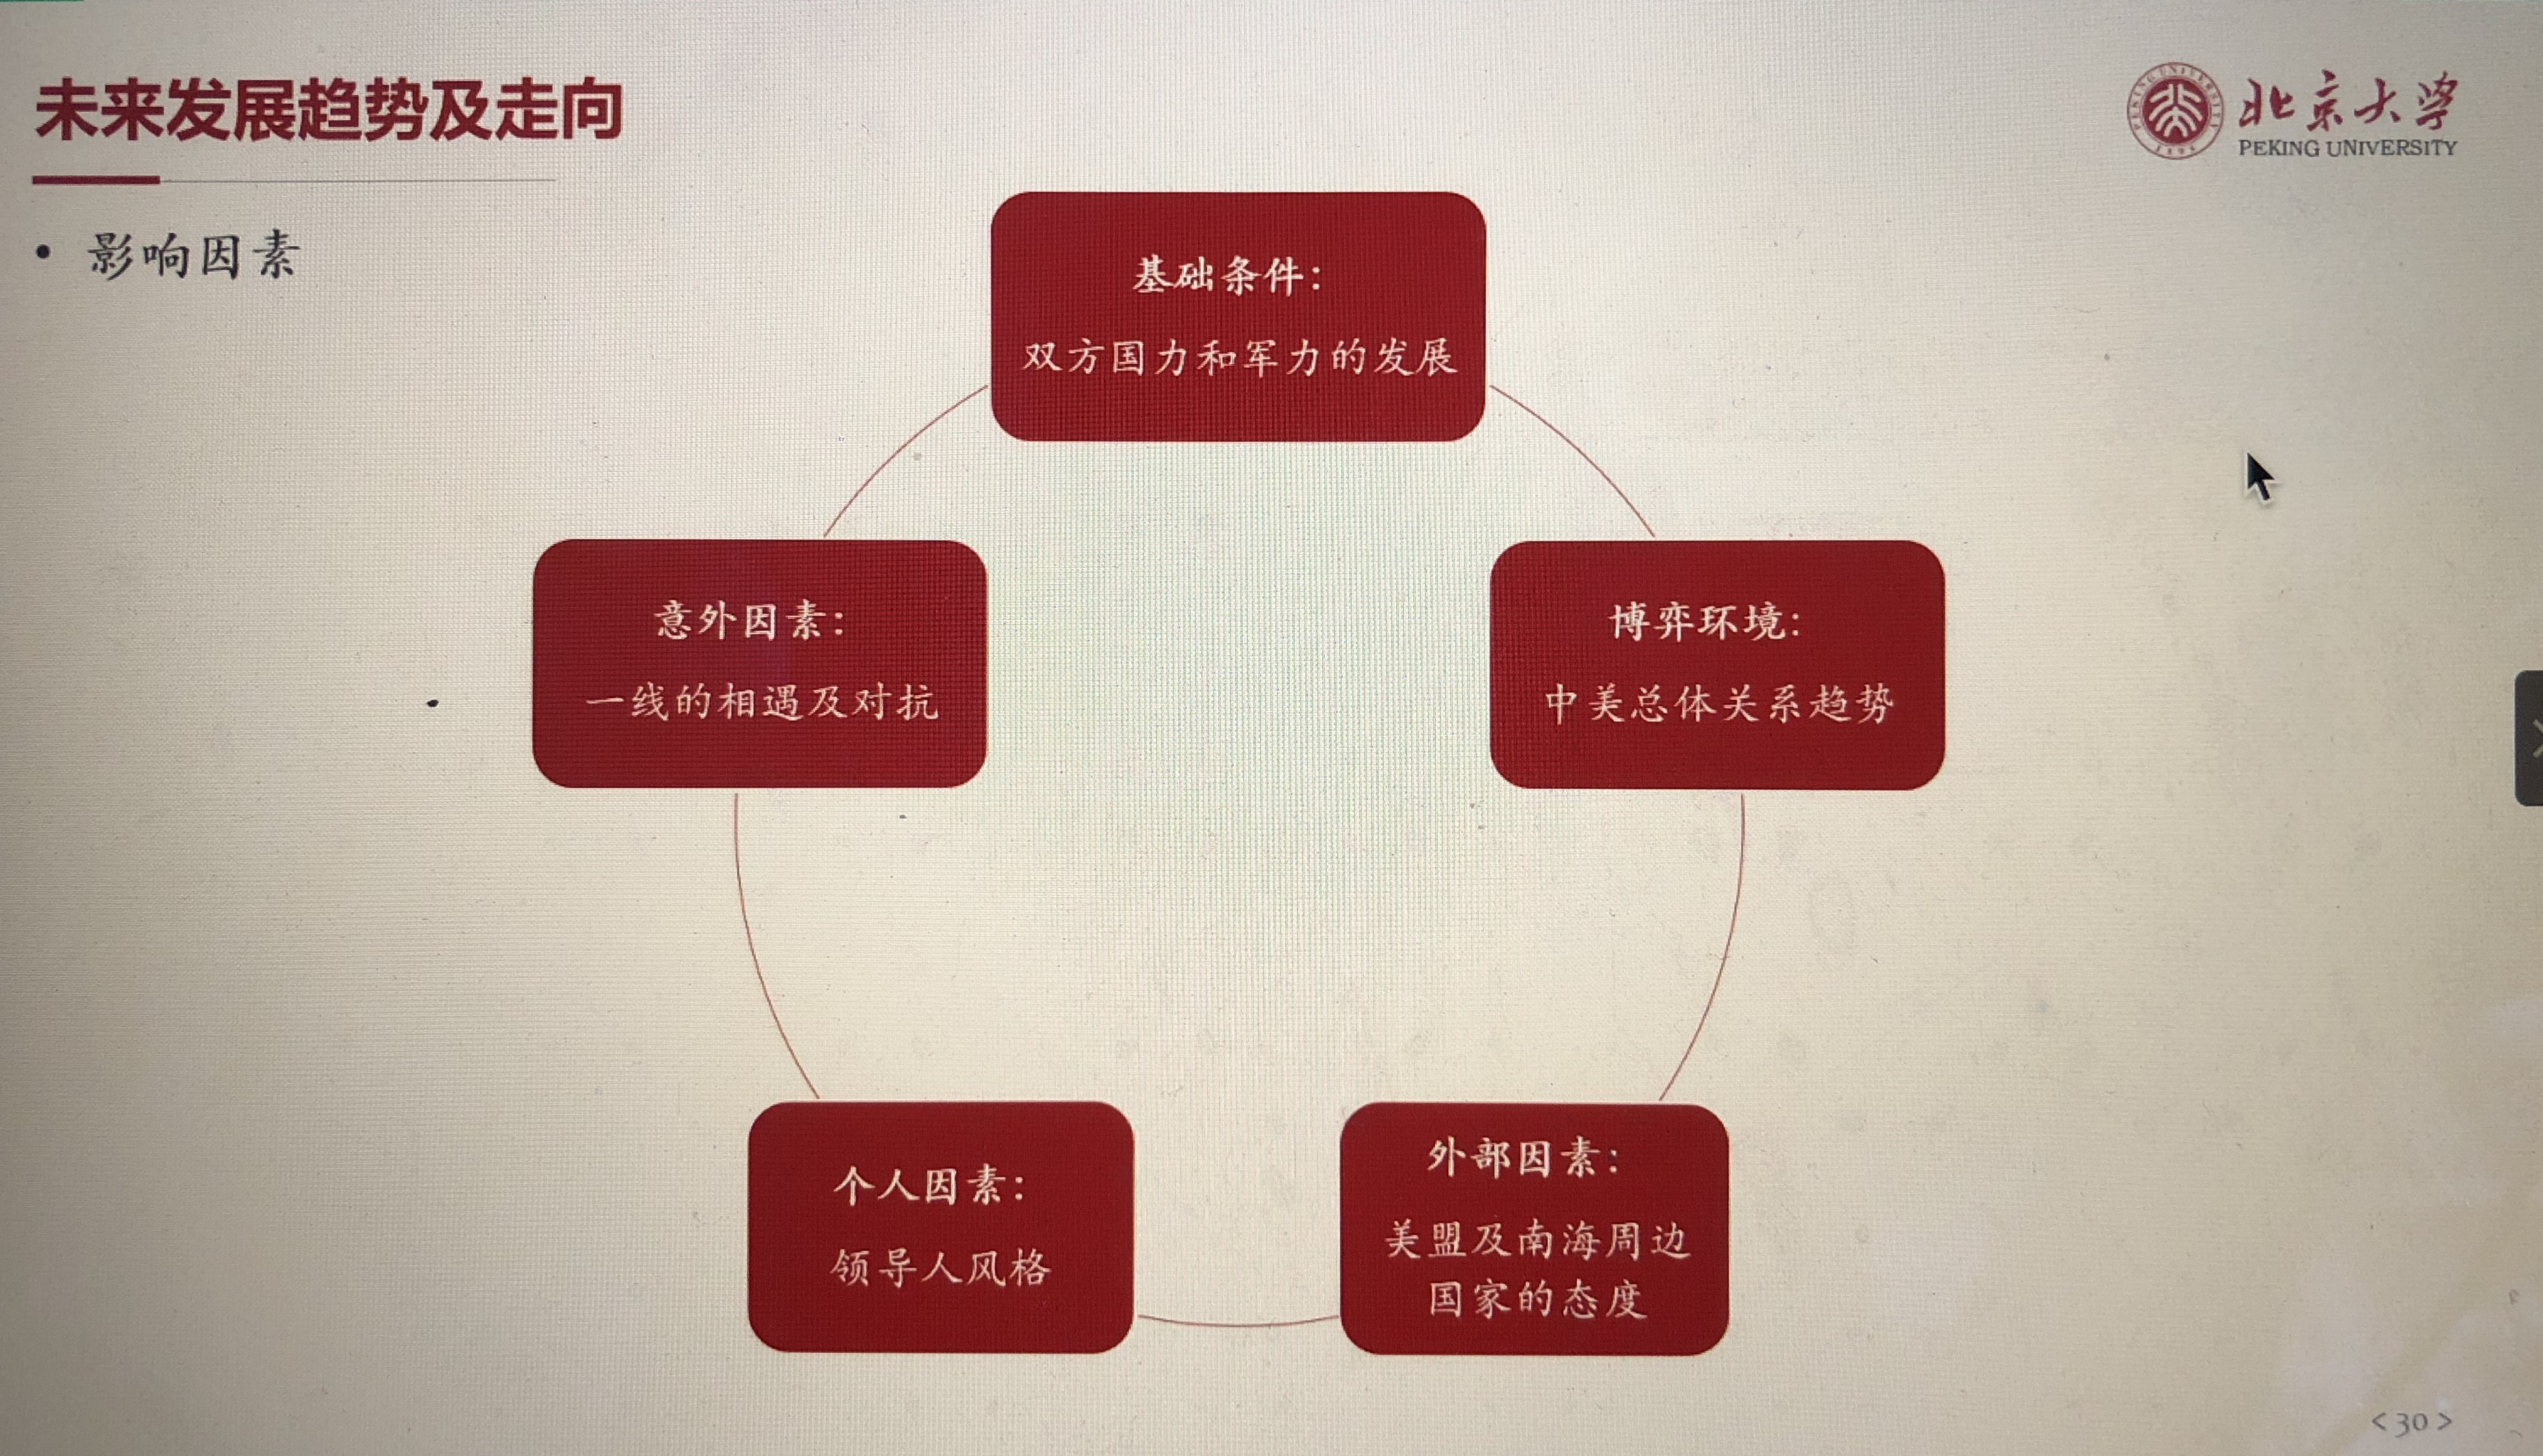 未来发展趋势及走向
北京大学
PEKING UNIVERSITY
• 影响因素
基础条件：
双方国力和军力的发展
博弈环境：
中美总体关系趋势
外部因素：
美盟及南海周边
国家的态度
个人因素：
领导人风格
意外因素：
一线的相遇及对抗
<30>